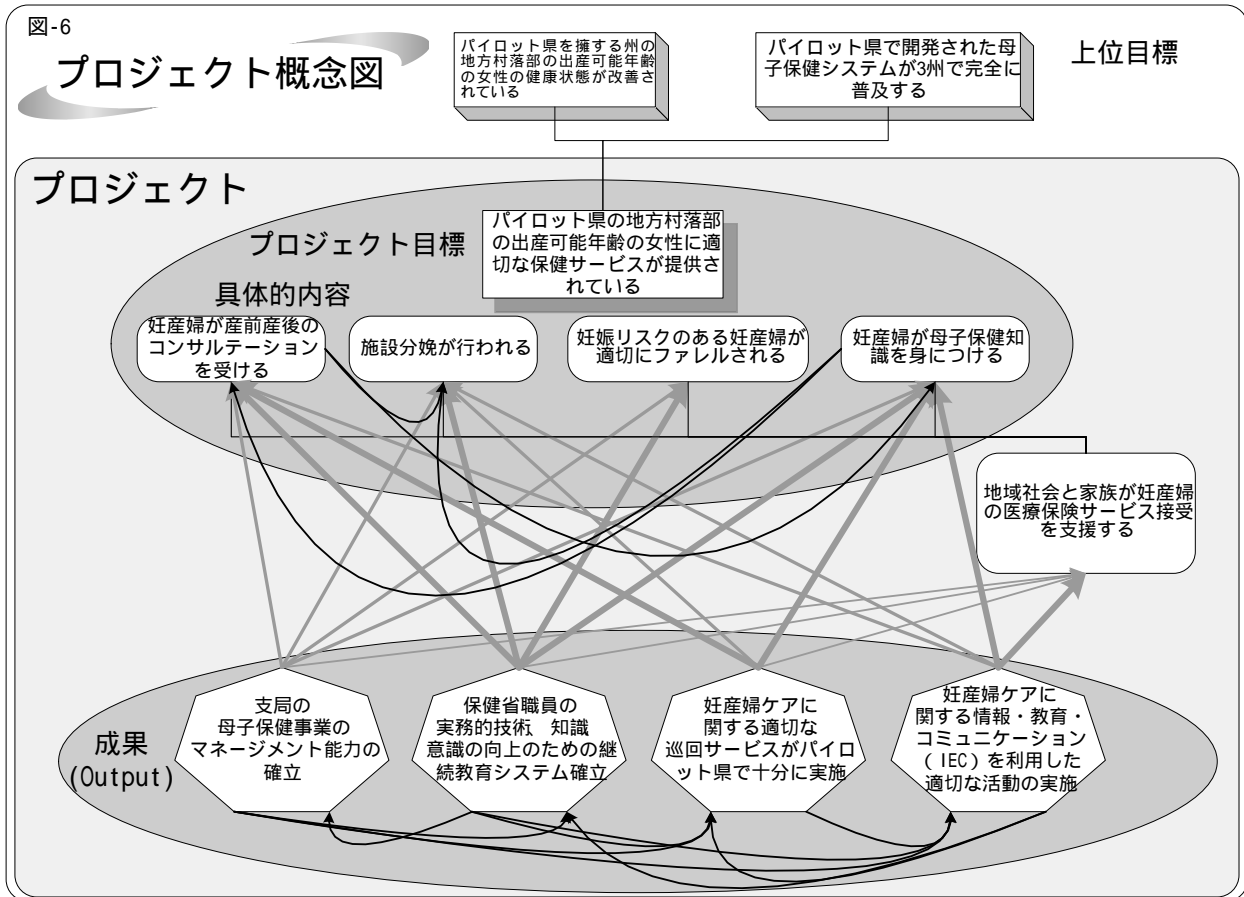 図-6
プロジェクト概念図
パイロット県を擁する州の
地方村落部の出産可能年齢
の女性の健康状態が改善さ
れている
パイロット県で開発された母
子保健システムが3州で完全に
普及する
上位目標
プロジェクト
プロジェクト目標
パイロット県の地方村落部
の出産可能年齢の女性に適
切な保健サービスが提供さ
れている
具体的内容
妊産婦が産前産後の
コンサルテーション
を受ける
施設分娩が行われる
妊娠リスクのある妊産婦が
適切にファレルされる
妊産婦が母子保健知
識を身につける
地域社会と家族が妊産婦
の医療保険サービス接受
を支援する
成果
(Output)
支局の
母子保健事業の
マネージメント能力の
確立
保健省職員の
実務的技術、知識
意識の向上のための継
続教育システム確立
妊産婦ケアに
関する適切な
巡回サービスがパイロ
ット県で十分に実施
妊産婦ケアに
関する情報・教育・
コミュニケーション
(IEC)を利用した
適切な活動の実施